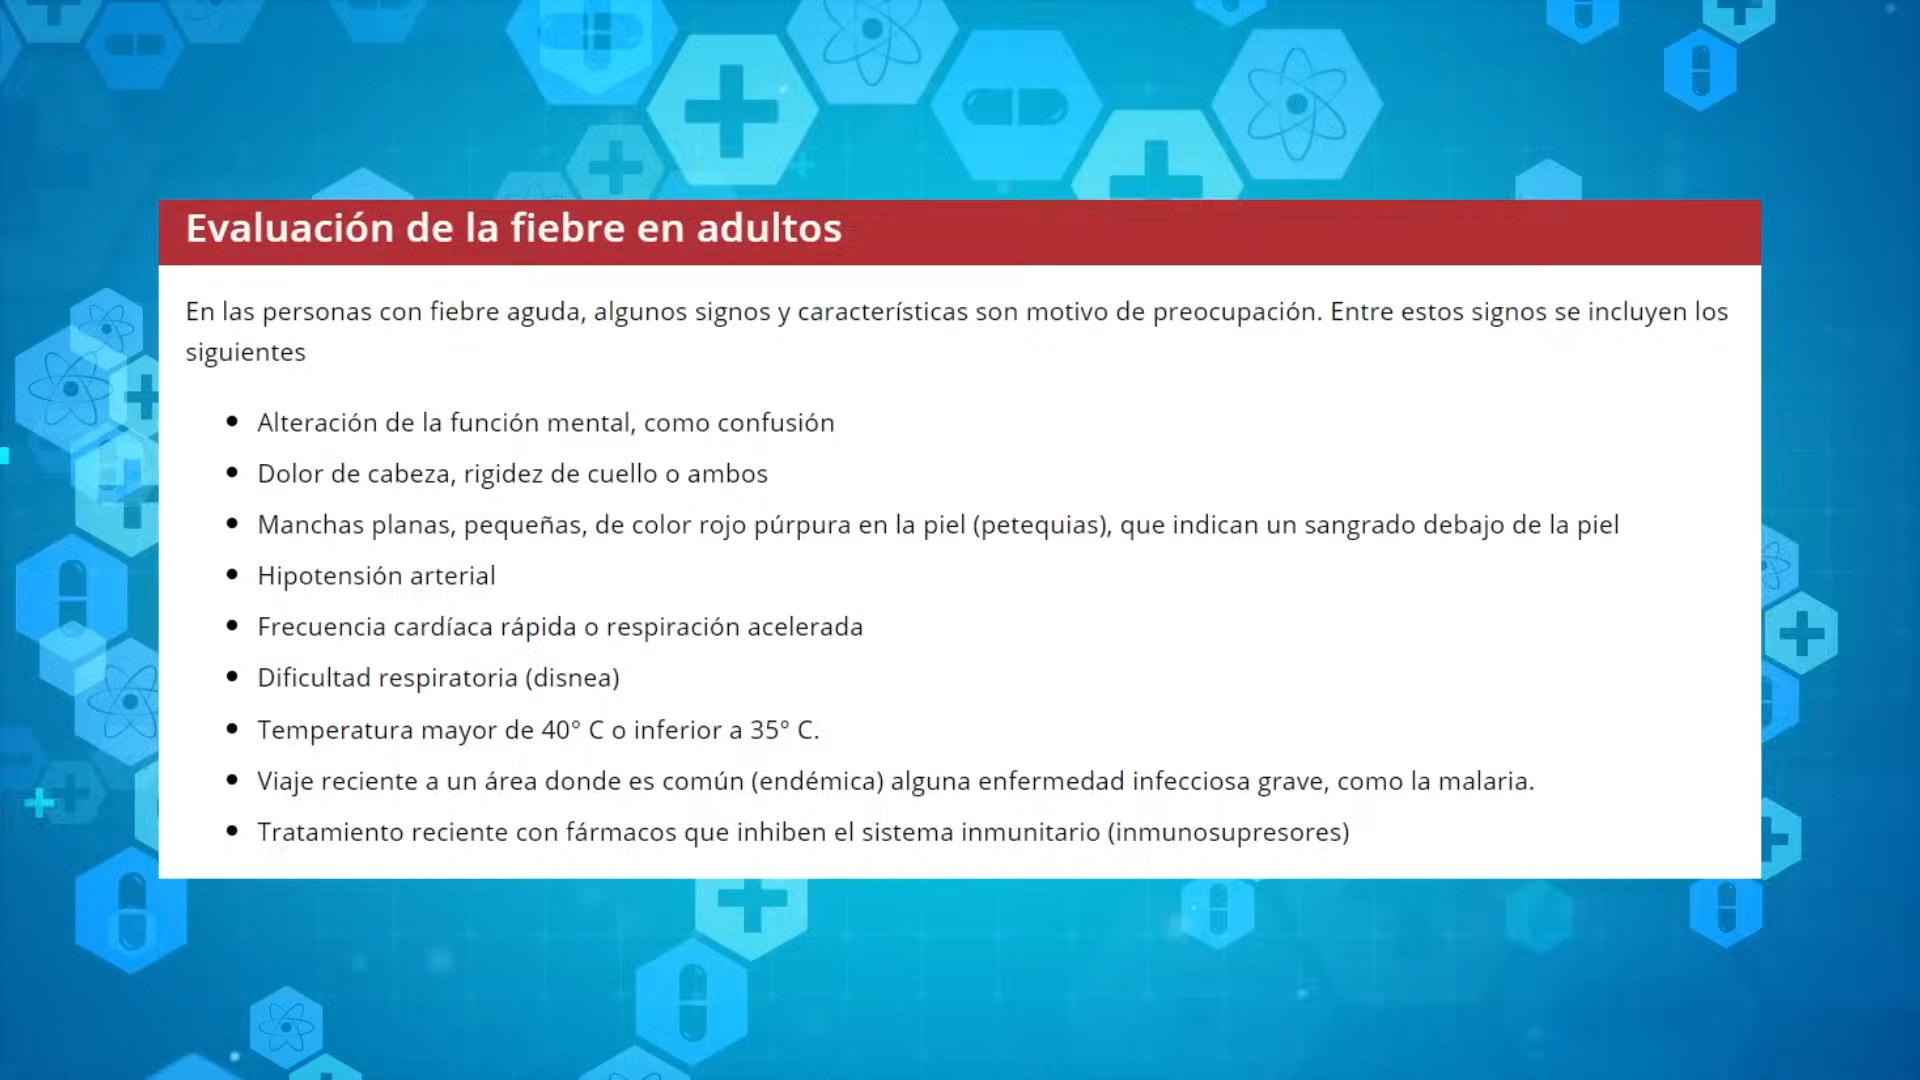 Evaluación de la fiebre en adultos
En las personas con fiebre aguda, algunos signos y características son motivo de preocupación. Entre estos signos se incluyen los
siguientes
• Alteración de la función mental, como confusión
• Dolor de cabeza, rigidez de cuello o ambos
• Manchas planas, pequeñas, de color rojo púrpura en la piel (petequias), que indican un sangrado debajo de la piel
• Hipotensión arterial
• Frecuencia cardíaca rápida o respiración acelerada
• Dificultad respiratoria (disnea)
• Temperatura mayor de 40° C o inferior a 35° C.
• Viaje reciente a un área donde es común (endémica) alguna enfermedad infecciosa grave, como la malaria.
• Tratamiento reciente con fármacos que inhiben el sistema inmunitario (inmunosupresores)